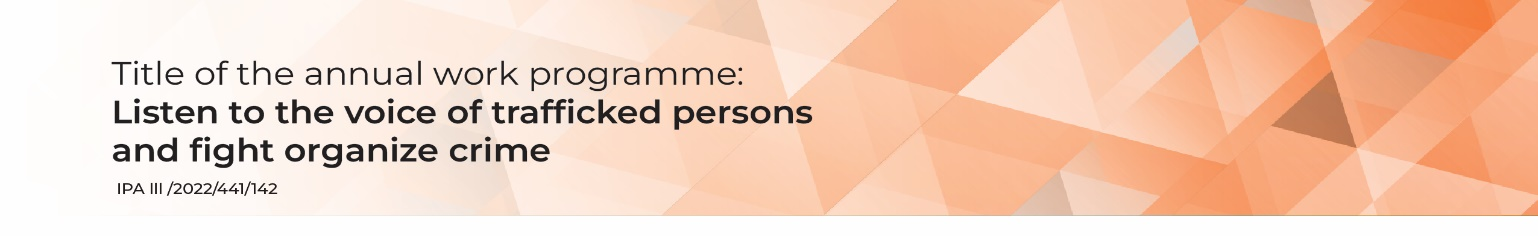 Title of the annual work programme:
Listen to the voice of trafficked persons
and fight organize crime
IPA III /2022/441/142